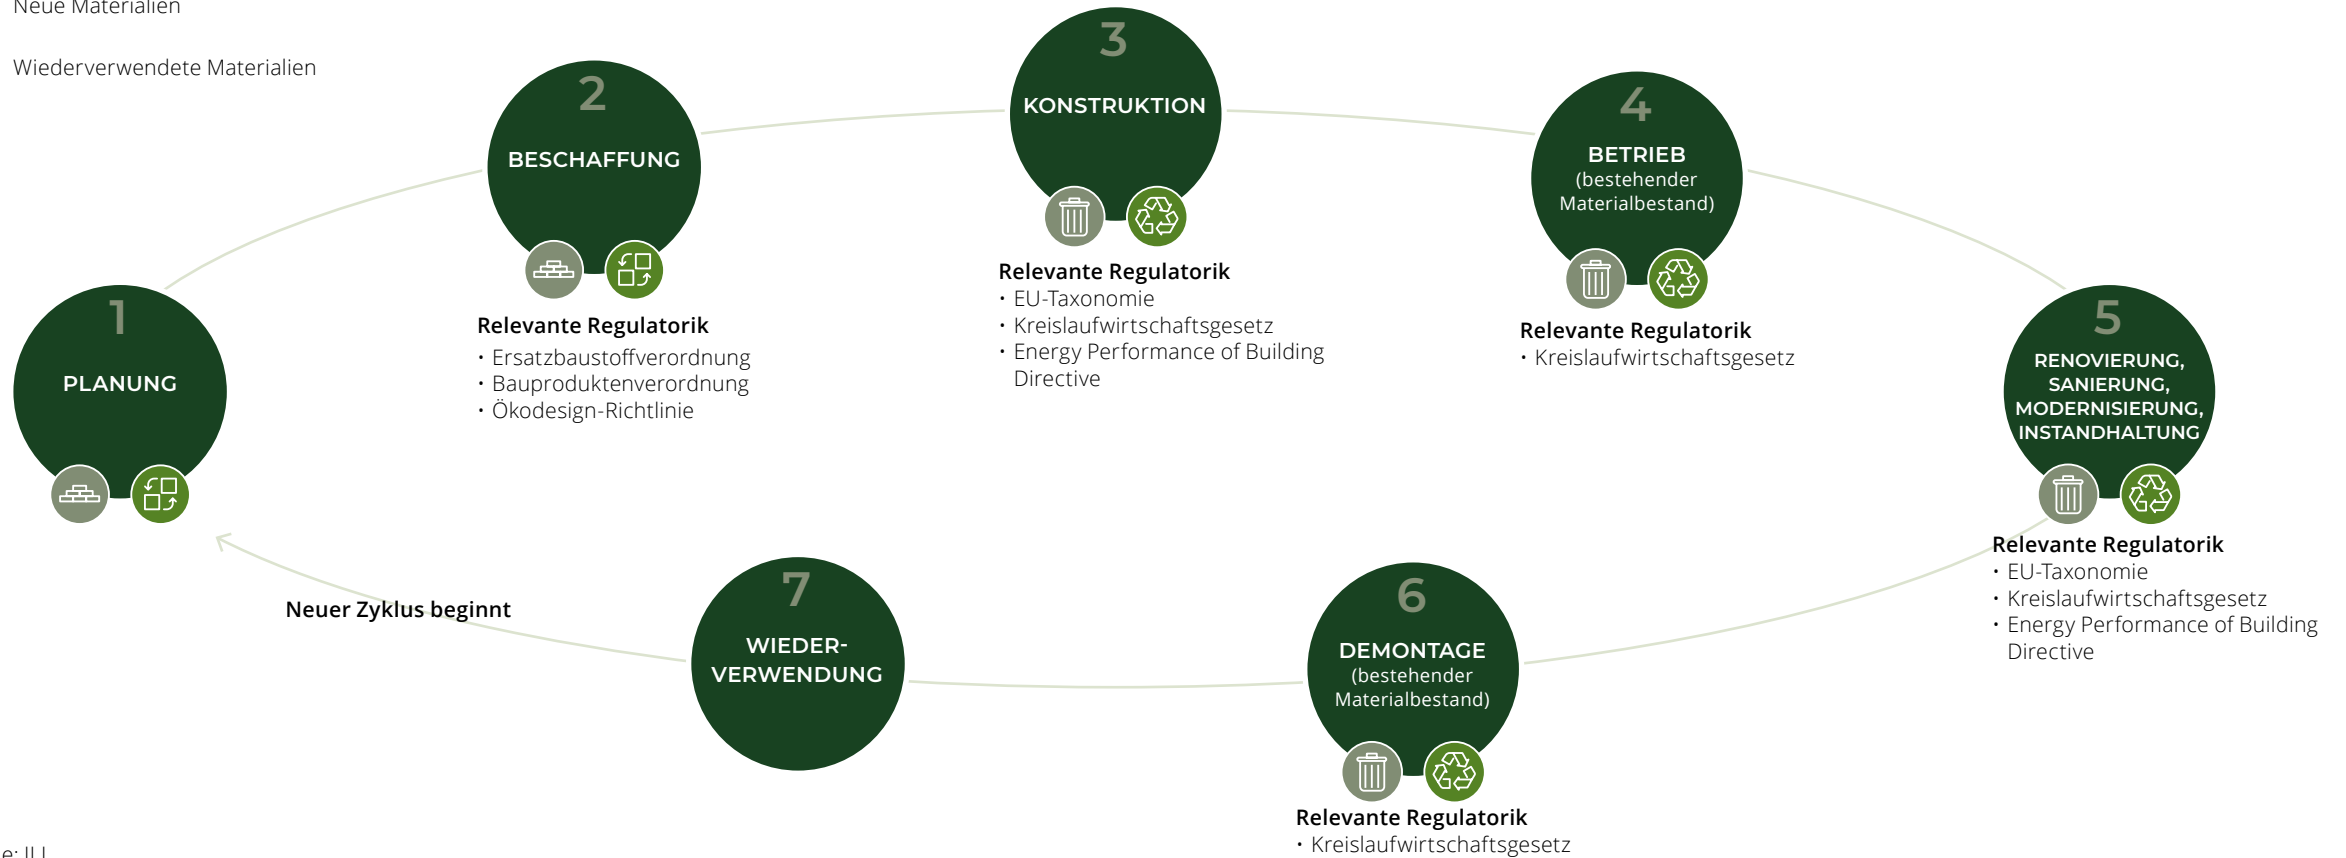 Neue Materialien
Wiederverwendete Materialien
1
PLANUNG
2
BESCHAFFUNG
Relevante Regulatorik
• Ersatzbaustoffverordnung
• Bauproduktenverordnung
• Ökodesign-Richtlinie
3
KONSTRUKTION
Relevante Regulatorik
• EU-Taxonomie
• Kreislaufwirtschaftsgesetz
• Energy Performance of Building
Directive
4
BETRIEB
(bestehender
Materialbestand)
Relevante Regulatorik
• Kreislaufwirtschaftsgesetz
5
RENOVIERUNG,
SANIERUNG,
MODERNISIERUNG,
INSTANDHALTUNG
Relevante Regulatorik
• EU-Taxonomie
• Kreislaufwirtschaftsgesetz
• Energy Performance of Building
Directive
6
DEMONTAGE
(bestehender
Materialbestand)
Relevante Regulatorik
• Kreislaufwirtschaftsgesetz
7
WIEDER-
VERWENDUNG
Neuer Zyklus beginnt